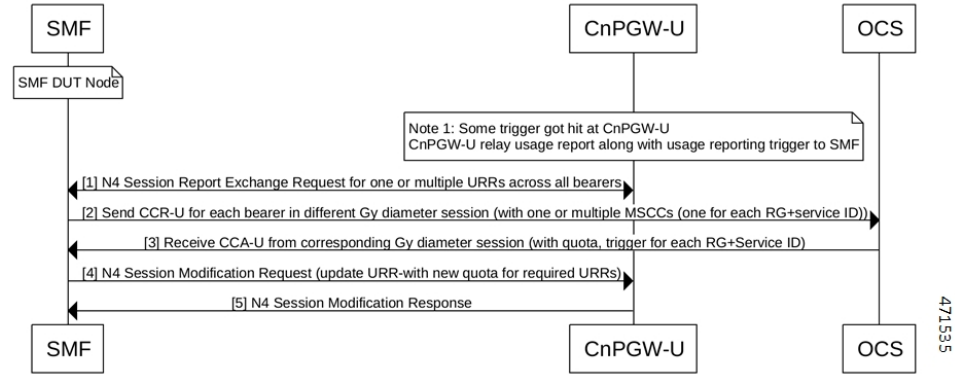 SMF
CnPGW-U
OCS
SMF DUT Node
Note 1: Some trigger got hit at CnPGW-U
CnPGW-U relay usage report along with usage reporting trigger to SMF
[1] N4 Session Report Exchange Request for one or multiple URRs across all bearers
[2] Send CCR-U for each bearer in different Gy diameter session (with one or multiple MSCCs (one for each RG+service ID))
[3] Receive CCA-U from corresponding Gy diameter session (with quota, trigger for each RG+Service ID)
[4] N4 Session Modification Request (update URR-with new quota for required URRs)
[5] N4 Session Modification Response
SMF
CnPGW-U
OCS
471535